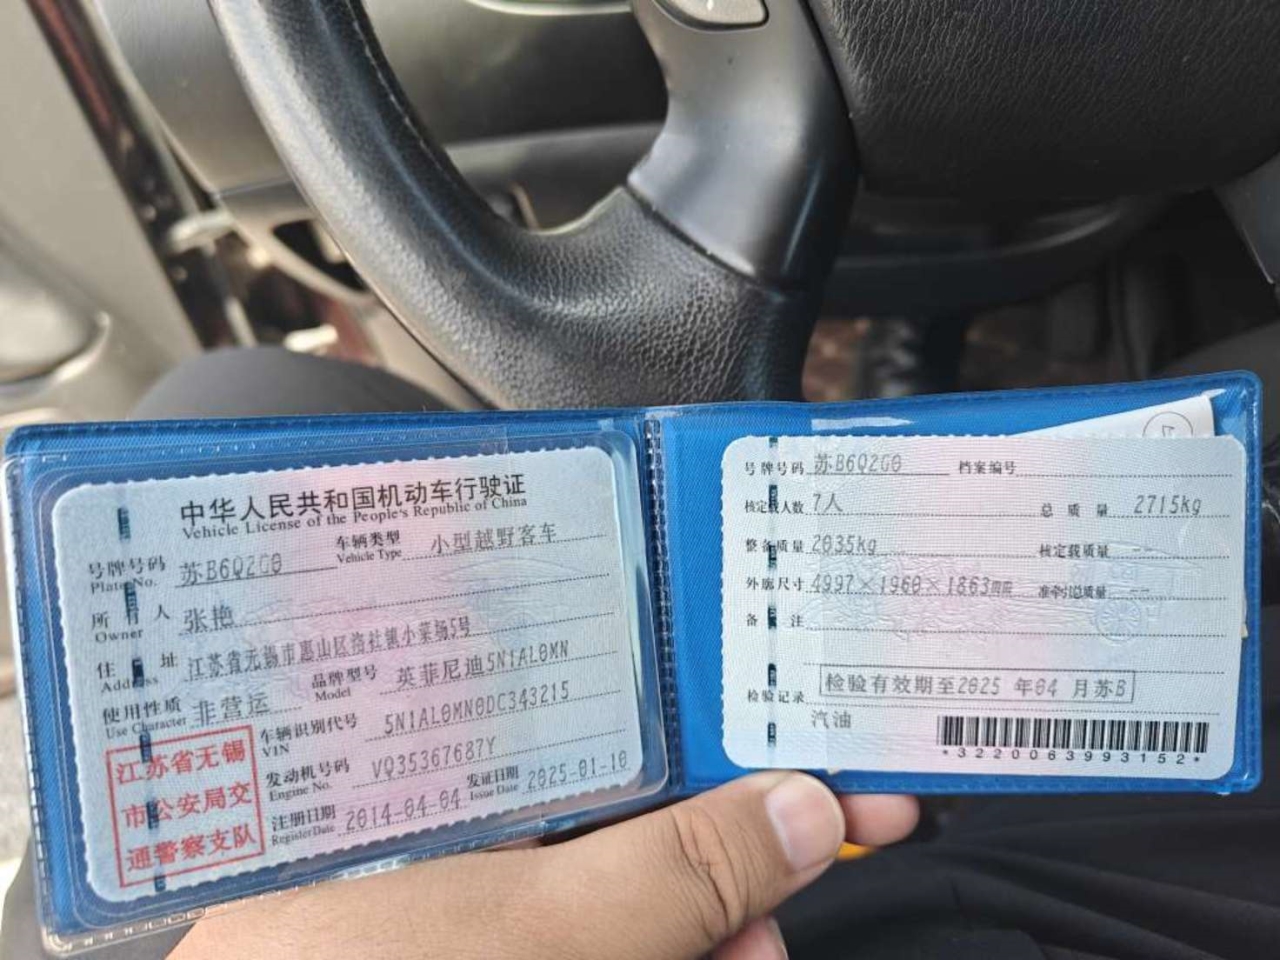 中华人民共和国机动车行驶证
Vehicle License of the People's Republic of China
号牌号码 苏B6Q2G0 车辆类型 小型越野客车
Plate No. Vehicle Type
所有人 张艳
Owner
住址 江苏省无锡市惠山区洛社镇小菜场5号
Address
使用性质 非营运 品牌型号 英菲尼迪5N1AL0MN
Use Character Model
车辆识别代号 5N1AL0MN0DC343215
VIN
发动机号码 VQ35367687Y
Engine No.
注册日期 2014-04-04 发证日期 2025-01-10
Register Date Issue Date
江苏省无锡
市公安局交
通警察支队
号牌号码 苏B6Q2G0 档案编号
核定载人数 7人 总质量 2715kg
整备质量 2035kg 核定载质量 --
外廓尺寸 4997×1960×1863mm 准牵引总质量 --
备注
检验记录 检验有效期至2025 年04 月苏B
汽油
*3220063993152*